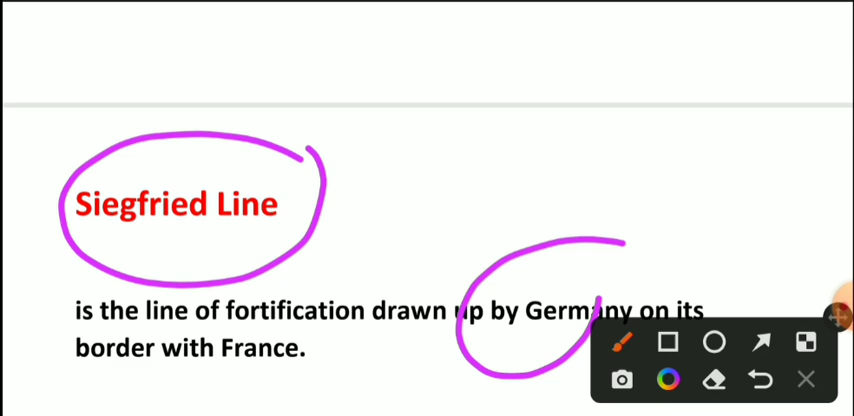 Siegfried Line
is the line of fortification drawn up by Germany on its
border with France.